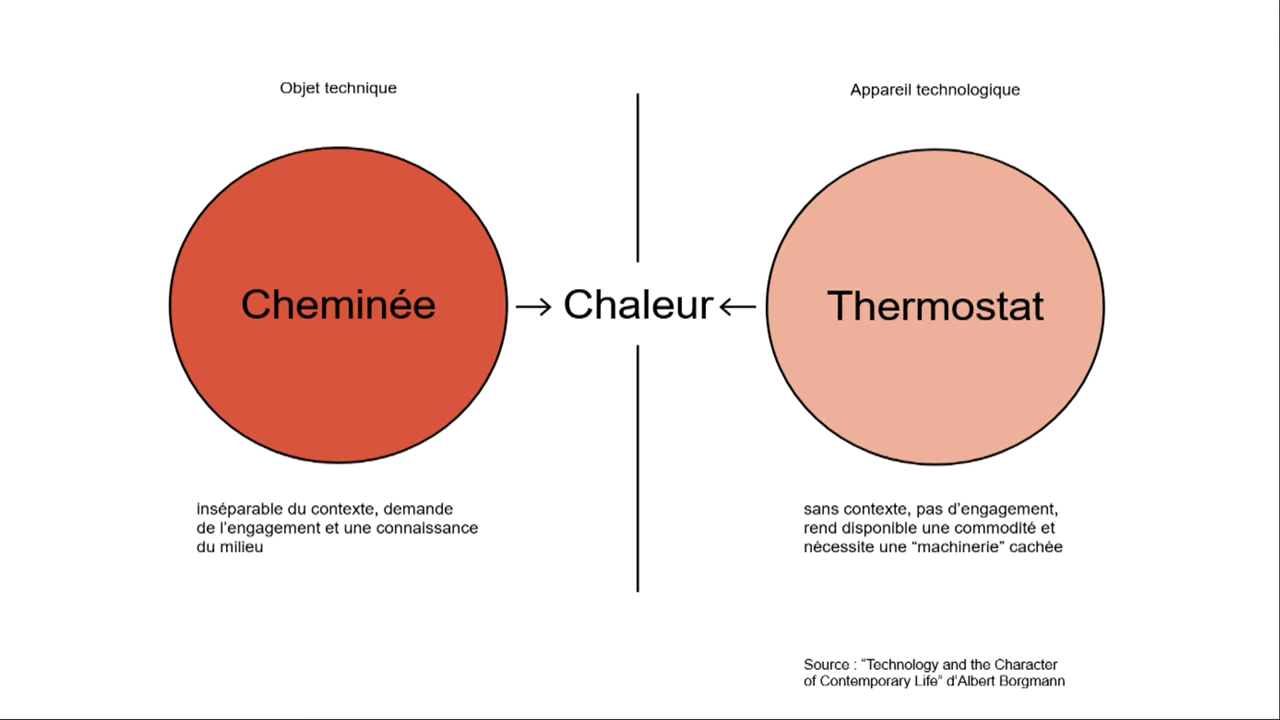 Objet technique
Appareil technologique
Cheminée
Chaleur
Thermostat
inséparable du contexte, demande
de l'engagement et une connaissance
du milieu
sans contexte, pas d'engagement,
rend disponible une commodité et
nécessite une “machinerie” cachée
Source : “Technology and the Character
of Contemporary Life” d'Albert Borgmann